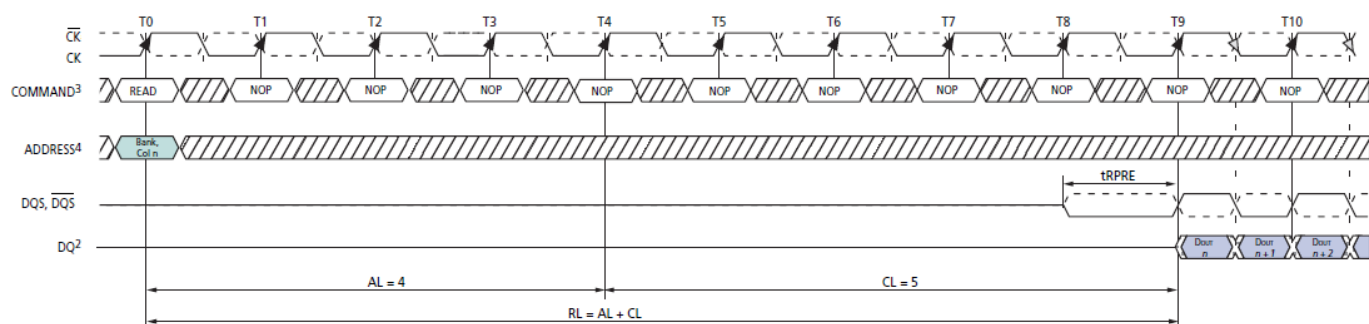 T0 T1 T2 T3 T4 T5 T6 T7 T8 T9 T10
C̅K̅
CK
COMMAND³ READ NOP NOP NOP NOP NOP NOP NOP NOP NOP NOP
ADDRESS⁴ Bank,
Col n
tRPRE
DQS, D̅Q̅S̅
DQ² DOUT n DOUT n + 1 DOUT n + 2
AL = 4 CL = 5
RL = AL + CL